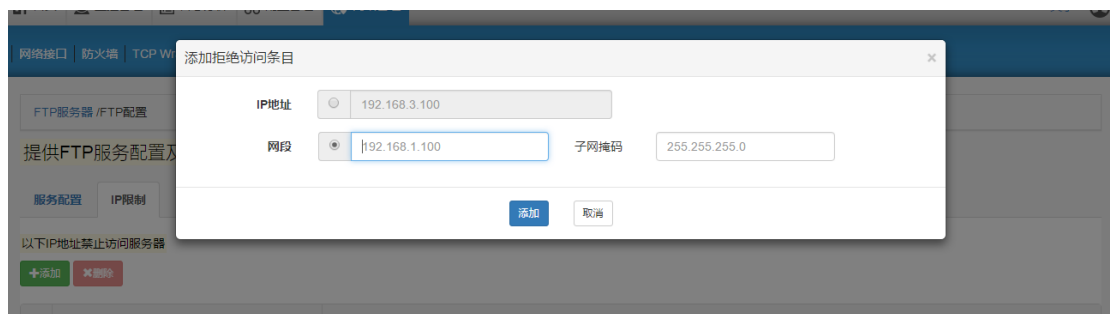 网络接口 防火墙 TCP Wr
添加拒绝访问条目 ×
FTP服务器 /FTP配置
IP地址 192.168.3.100
提供FTP服务配置及
网段 192.168.1.100 子网掩码 255.255.255.0
服务配置 IP限制
添加 取消
以下IP地址禁止访问服务器
+添加 ×删除